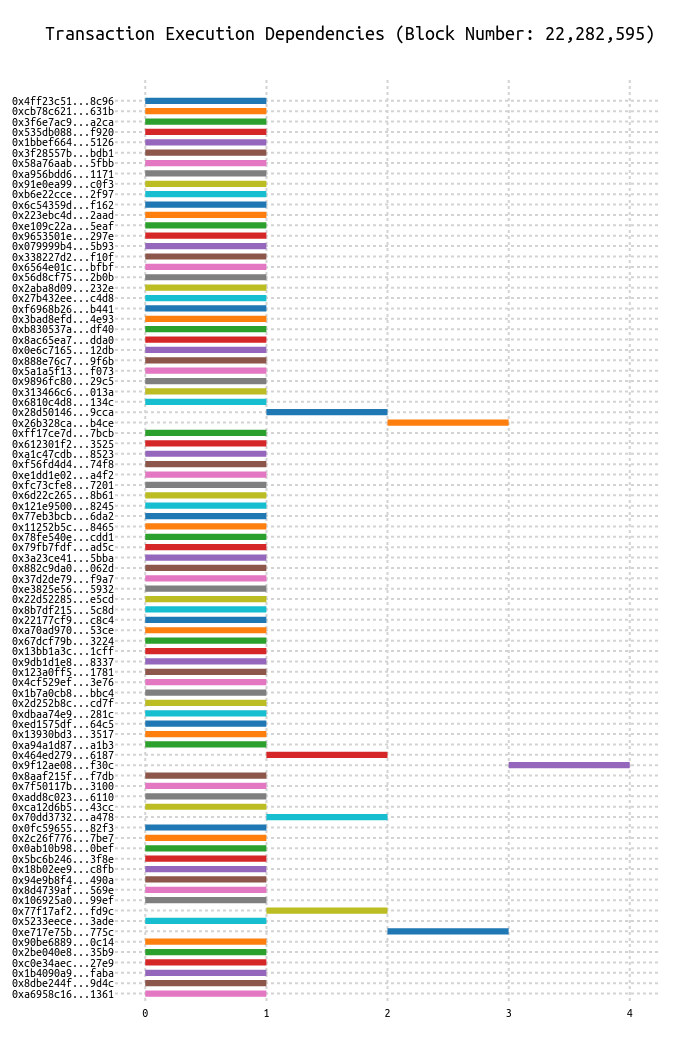 Transaction Execution Dependencies (Block Number: 22,282,595)
0x4ff23c51...8c96
0xcb78c621...631b
0x3f6e7ac9...a2ca
0x535db088...f920
0x1bbef664...5126
0x3f28557b...bdb1
0x58a76aab...5fbb
0xa956bdd6...1171
0x91e0ea99...c0f3
0xb6e22cce...2f97
0x6c54359d...f162
0x223ebc4d...2aad
0xe109c22a...5eaf
0x9653501e...297e
0x079999b4...5b93
0x338227d2...f10f
0x6564e01c...bfbf
0x56d8cf75...2b0b
0x2aba8d09...232e
0x27b432ee...c4d8
0xf6968b26...b441
0x3bad8efd...4e93
0xb830537a...df40
0x8ac65ea7...dda0
0x0e6c7165...12db
0x888e76c7...9f6b
0x5a1a5f13...f073
0x9896fc80...29c5
0x313466c6...013a
0x6810c4d8...134c
0x28d50146...9cca
0x26b328ca...b4ce
0xff17ce7d...7bcb
0x612301f2...3525
0xa1c47cdb...8523
0xf56fd4d4...74f8
0xe1dd1e02...a4f2
0xfc73cfe8...7201
0x6d22c265...8b61
0x121e9500...8245
0x77eb3bcb...6da2
0x11252b5c...8465
0x78fe540e...cdd1
0x79fb7fdf...ad5c
0x3a23ce41...5bba
0x882c9da0...062d
0x37d2de79...f9a7
0xe3825e56...5932
0x22d52285...e5cd
0x8b7df215...5c8d
0x22177cf9...c8c4
0xa70ad970...53ce
0x67dcf79b...3224
0x13bb1a3c...1cff
0x9db1d1e8...8337
0x123a0ff5...1781
0x4cf529ef...3e76
0x1b7a0cb8...bbc4
0x2d252b8c...cd7f
0xdbaa74e9...281c
0xed1575df...64c5
0x13930bd3...3517
0xa94a1d87...a1b3
0x464ed279...6187
0x9f12ae08...f30c
0x8aaf215f...f7db
0x7f50117b...3100
0xadd8c023...6110
0xca12d6b5...43cc
0x70dd3732...a478
0x0fc59655...82f3
0x2c26f776...7be7
0x0ab10b98...0bef
0x5bc6b246...3f8e
0x18b02ee9...c8fb
0x94e9b8f4...490a
0x8d4739af...569e
0x106925a0...99ef
0x77f17af2...fd9c
0x5233eece...3ade
0xe717e75b...775c
0x90be6889...0c14
0x2be040e8...35b9
0xc0e34aec...27e9
0x1b4090a9...faba
0x8dbe244f...9d4c
0xa6958c16...1361
0 1 2 3 4